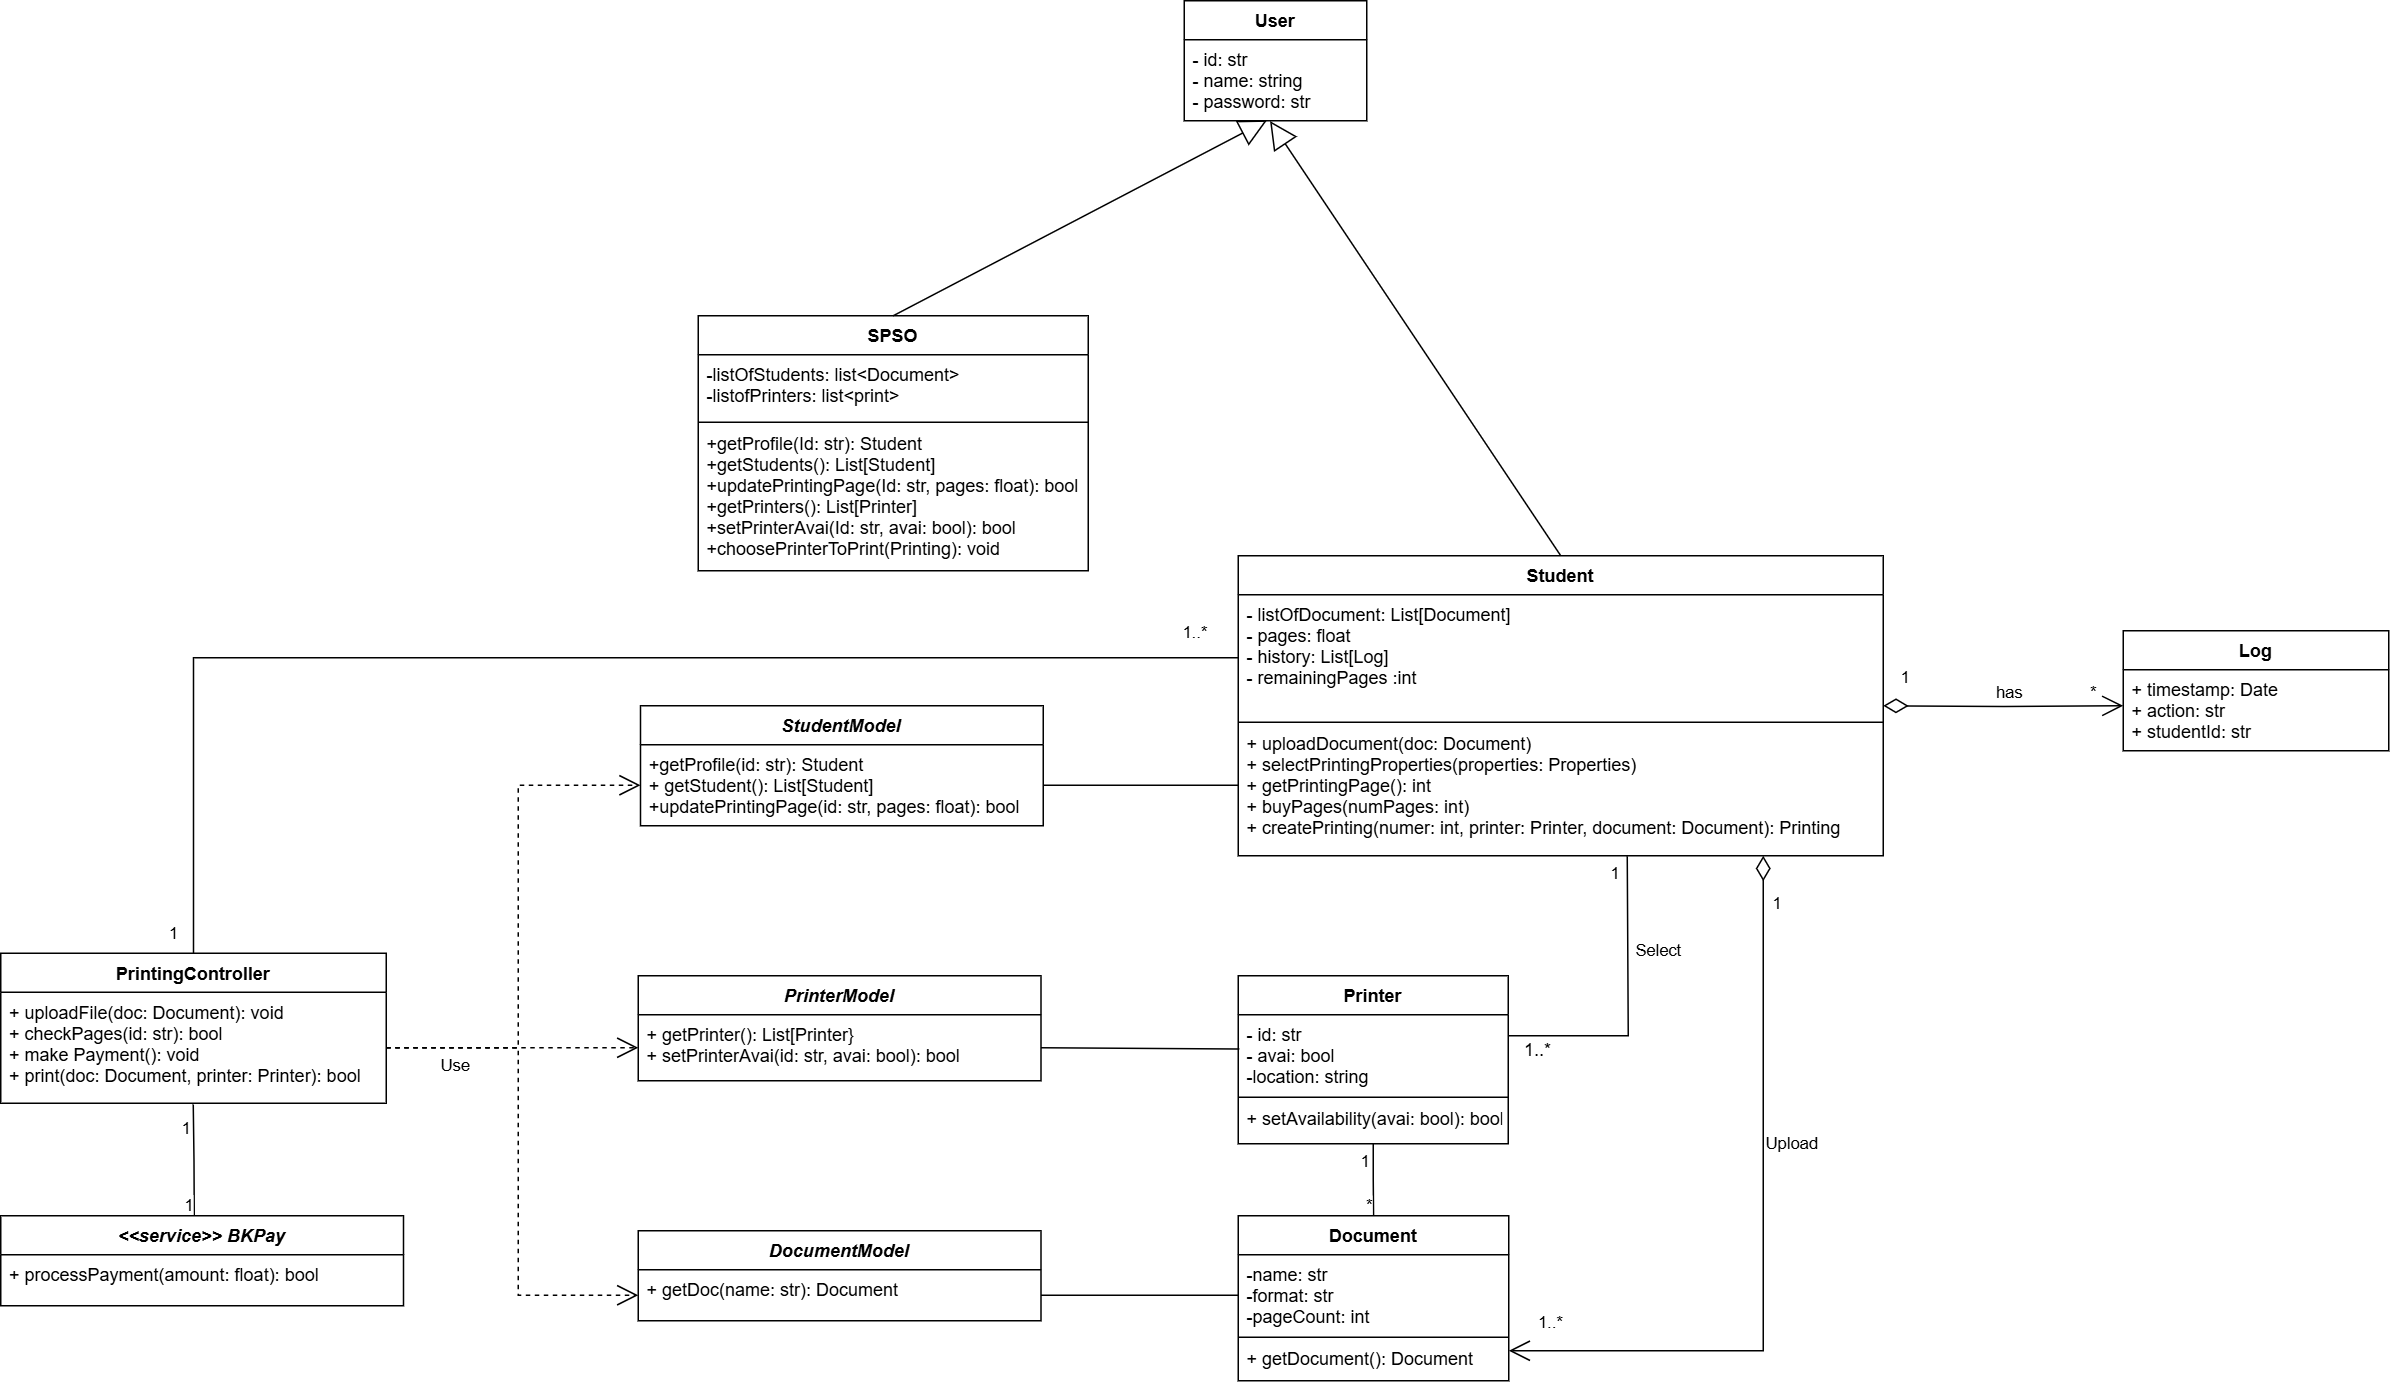 User
- id: str
- name: string
- password: str
SPSO
-listOfStudents: list<Document>
-listofPrinters: list<print>
+getProfile(Id: str): Student
+getStudents(): List[Student]
+updatePrintingPage(Id: str, pages: float): bool
+getPrinters(): List[Printer]
+setPrinterAvai(Id: str, avai: bool): bool
+choosePrinterToPrint(Printing): void
Student
- listOfDocument: List[Document]
- pages: float
- history: List[Log]
- remainingPages :int
+ uploadDocument(doc: Document)
+ selectPrintingProperties(properties: Properties)
+ getPrintingPage(): int
+ buyPages(numPages: int)
+ createPrinting(numer: int, printer: Printer, document: Document): Printing
1..*
1
has
*
Log
+ timestamp: Date
+ action: str
+ studentId: str
StudentModel
+getProfile(id: str): Student
+ getStudent(): List[Student]
+updatePrintingPage(id: str, pages: float): bool
1
1
Select
1..*
1
Upload
1..*
PrintingController
+ uploadFile(doc: Document): void
+ checkPages(id: str): bool
+ make Payment(): void
+ print(doc: Document, printer: Printer): bool
Use
PrinterModel
+ getPrinter(): List[Printer}
+ setPrinterAvai(id: str, avai: bool): bool
Printer
- id: str
- avai: bool
-location: string
+ setAvailability(avai: bool): bool
1
*
1
1
<<service>> BKPay
+ processPayment(amount: float): bool
DocumentModel
+ getDoc(name: str): Document
Document
-name: str
-format: str
-pageCount: int
+ getDocument(): Document